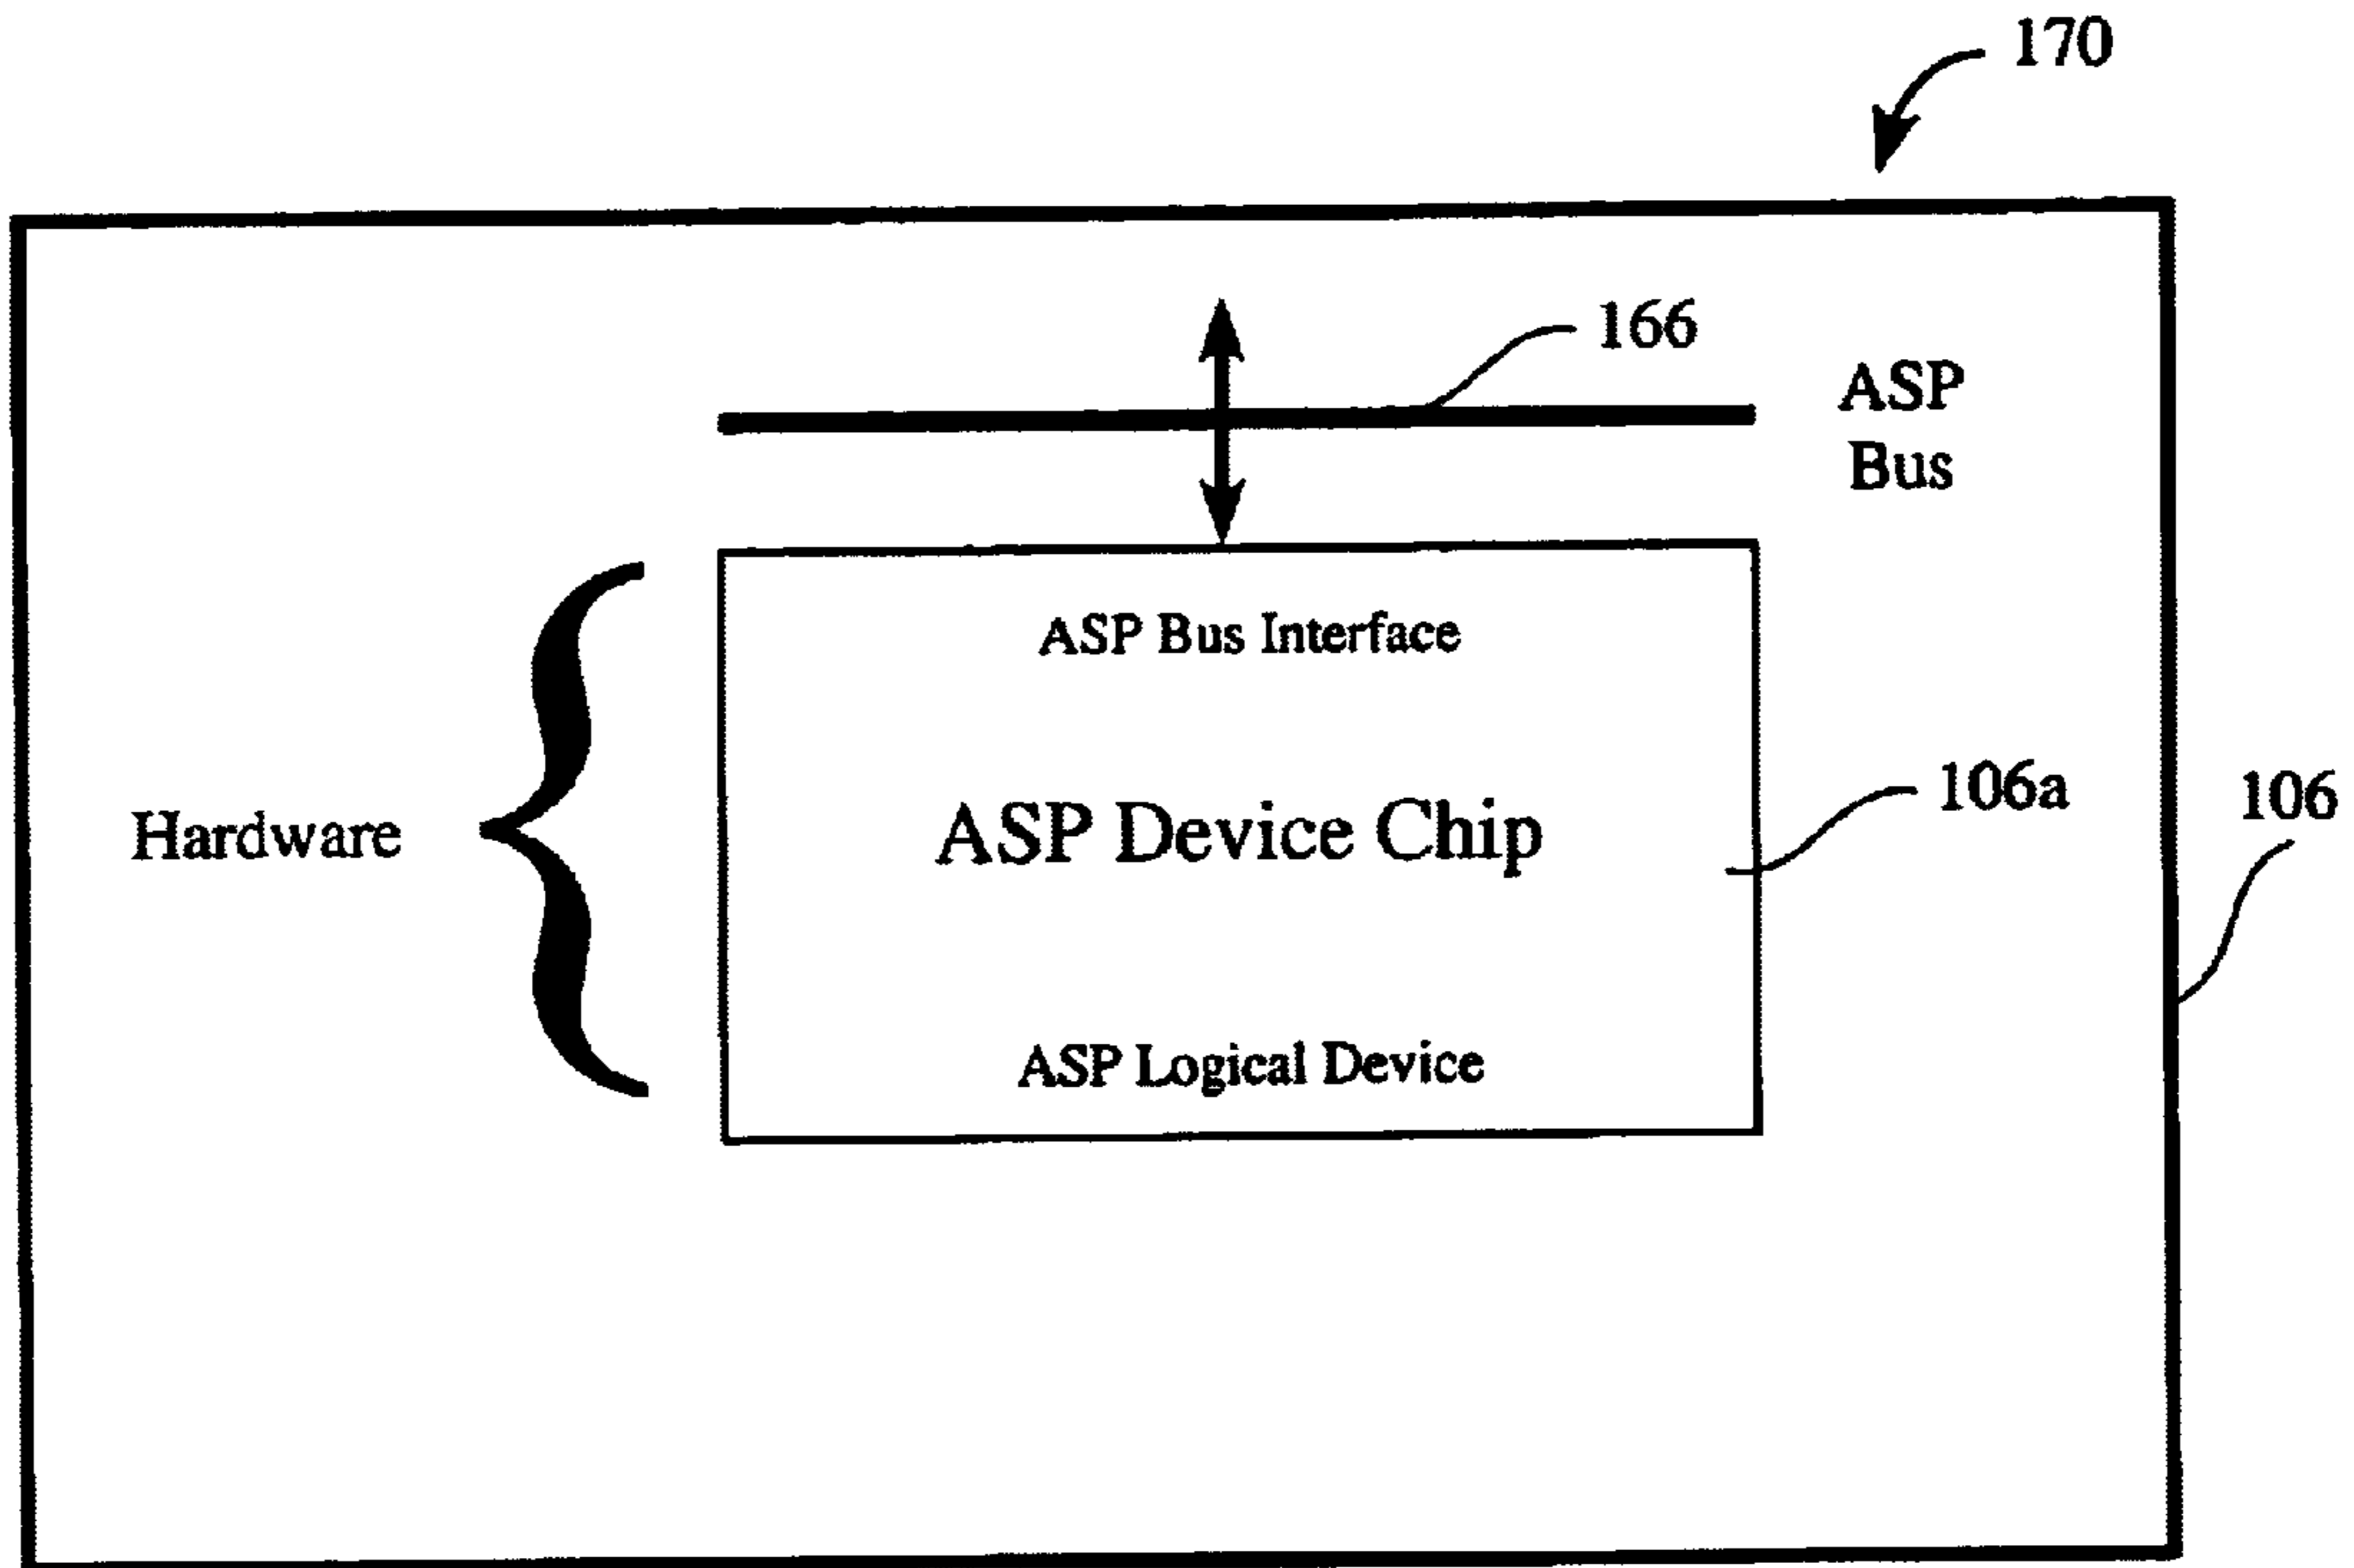 170
166
ASP
Bus
ASP Bus Interface
Hardware
ASP Device Chip
106a
106
ASP Logical Device